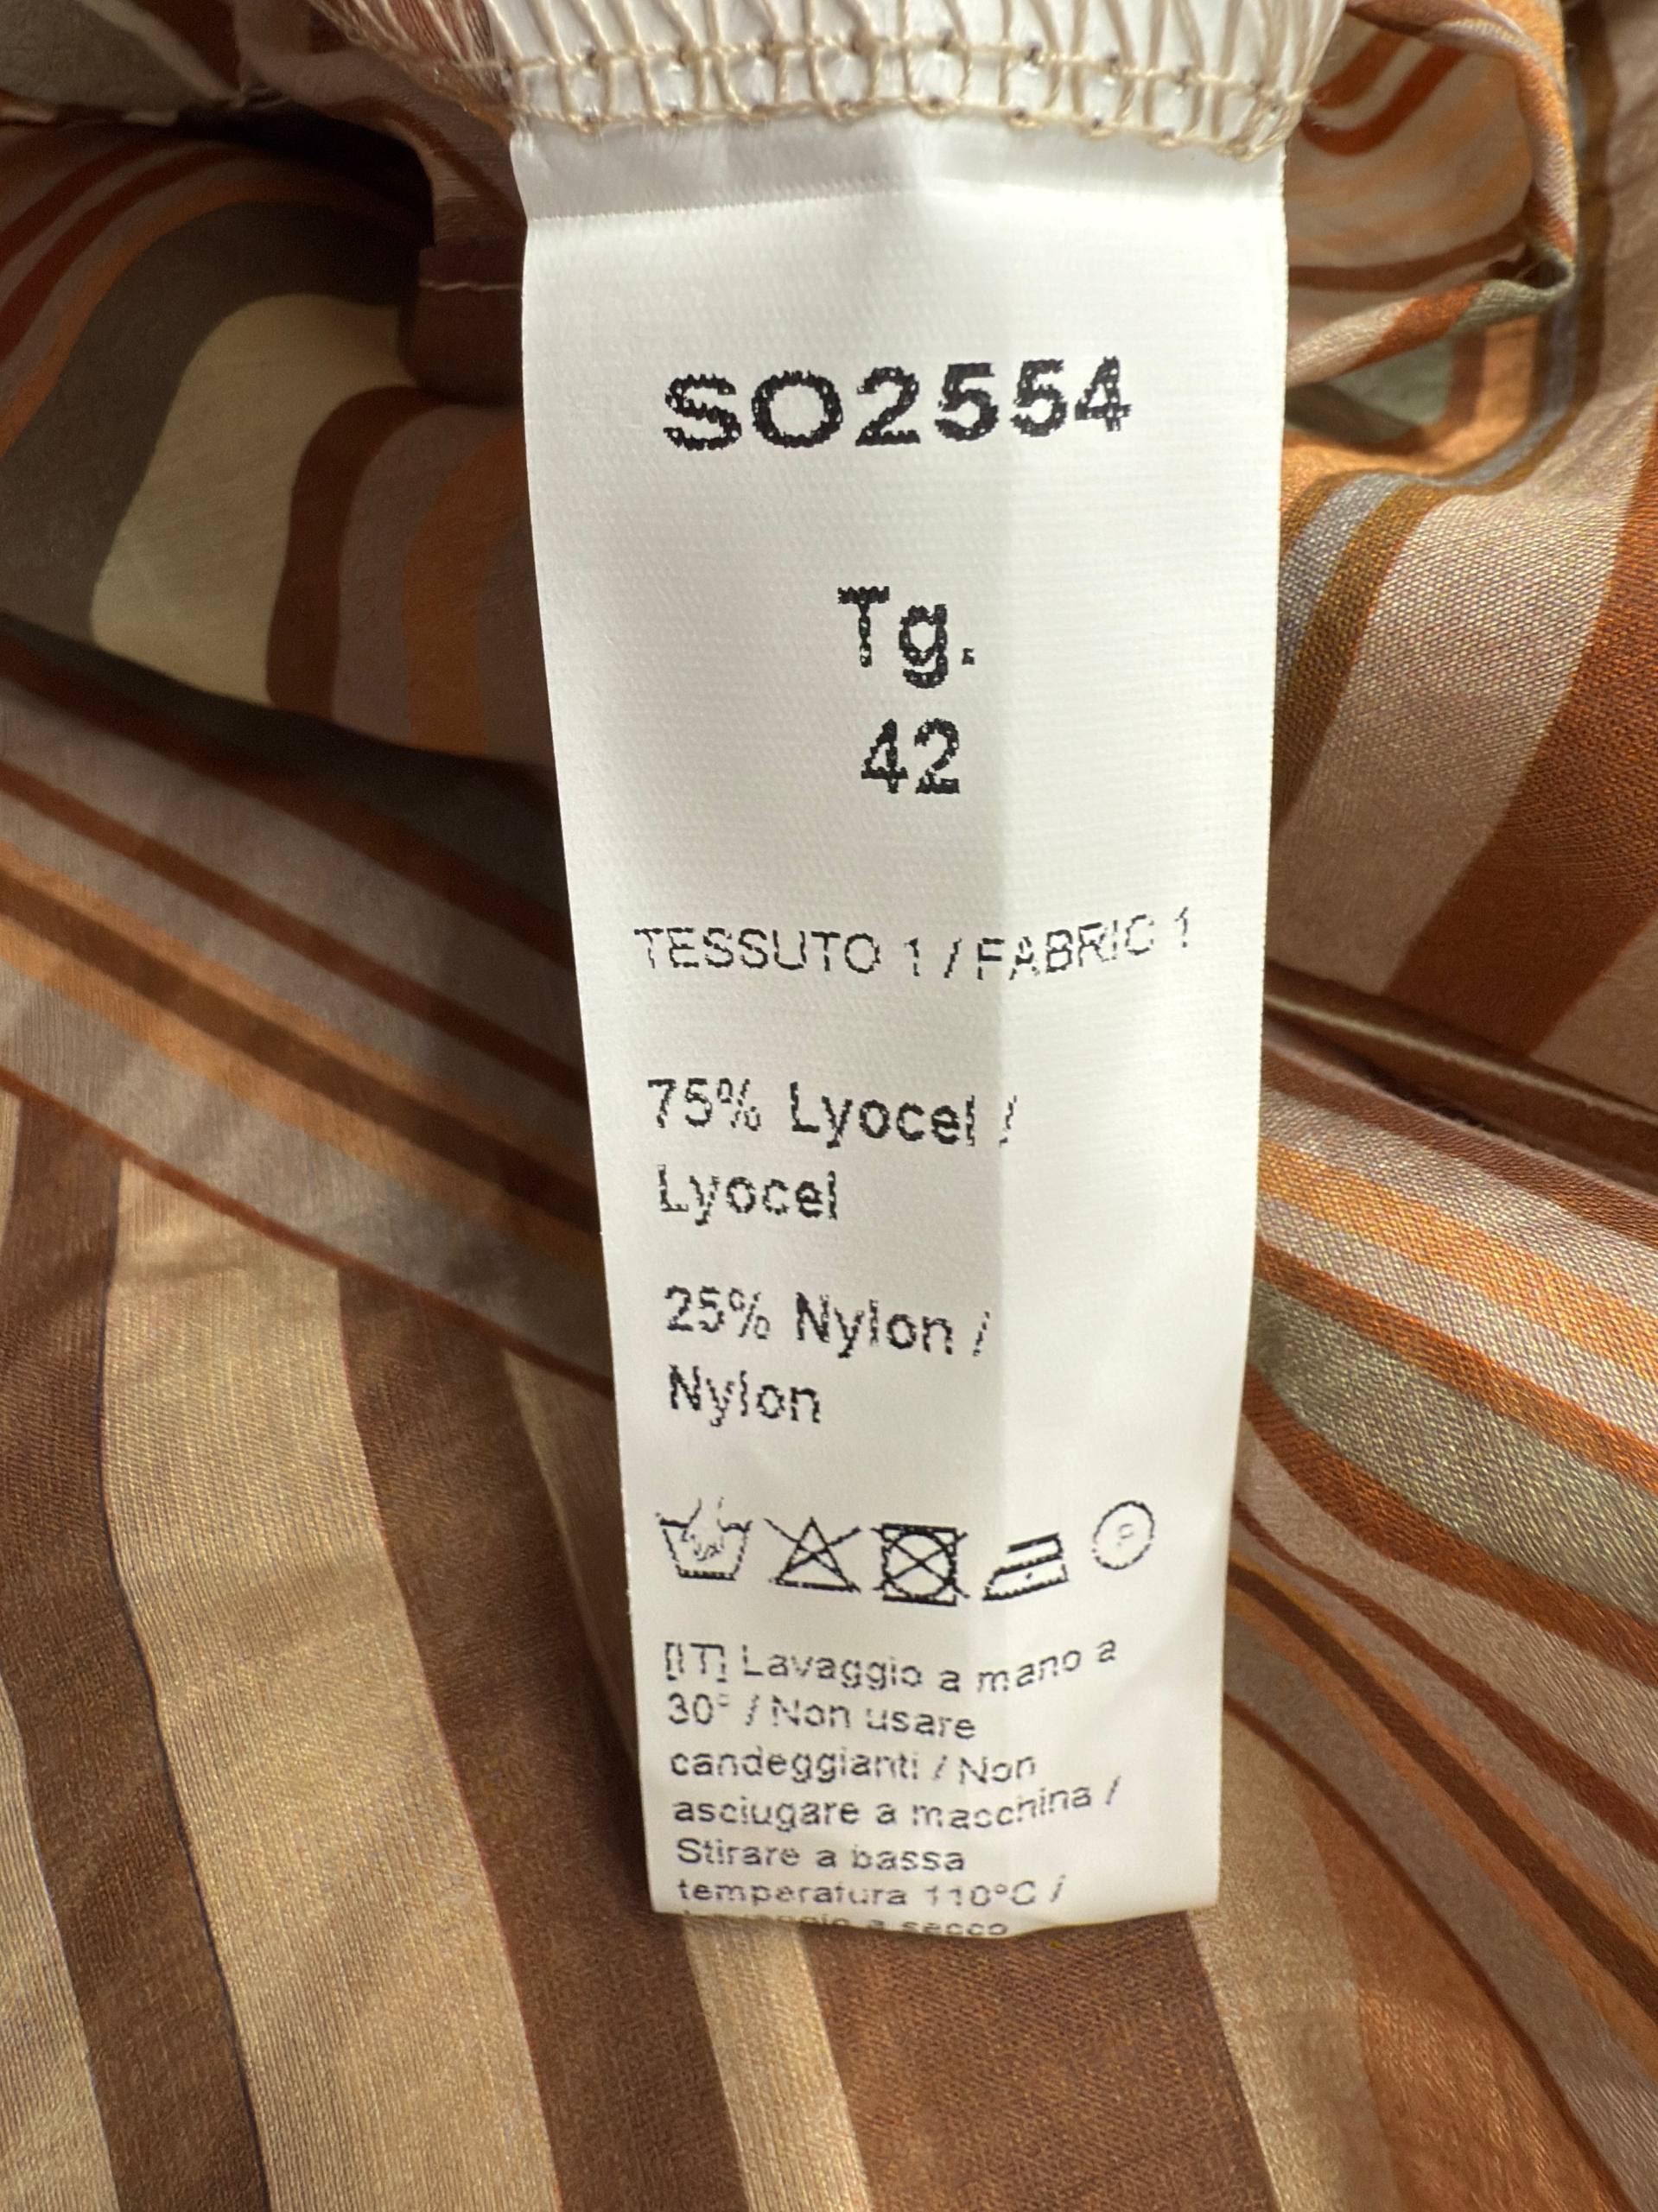 SO2554
Tg.
42
TESSUTO 1 / FABRIC 1
75% Lyocel /
Lyocel
25% Nylon /
Nylon
P
[IT] Lavaggio a mano a
30° / Non usare
candeggianti / Non
asciugare a macchina /
Stirare a bassa
temperatura 110°C /
a secco